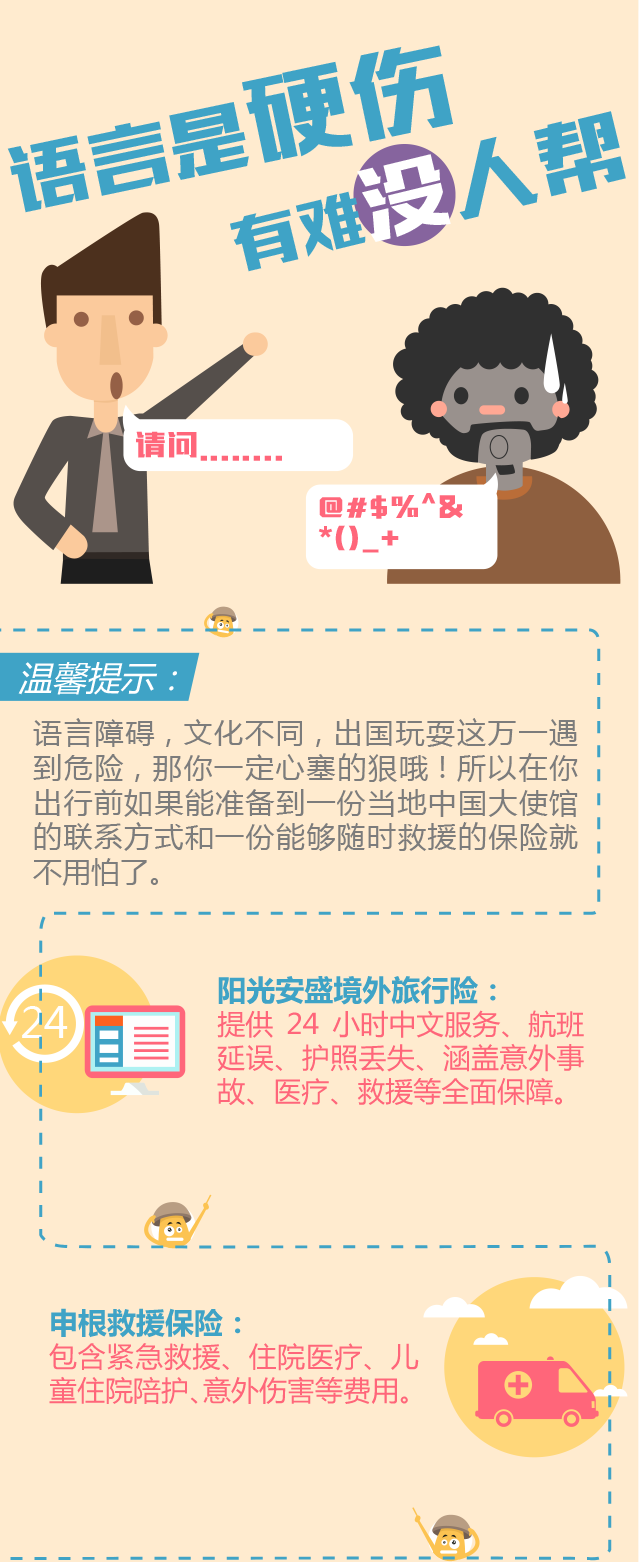 语言是硬伤
有难没人帮
请问........
@#$%^&
*()_+
温馨提示：
语言障碍，文化不同，出国玩耍这万一遇
到危险，那你一定心塞的狠哦！所以在你
出行前如果能准备到一份当地中国大使馆
的联系方式和一份能够随时救援的保险就
不用怕了。
24
阳光安盛境外旅行险：
提供 24 小时中文服务、航班
延误、护照丢失、涵盖意外事
故、医疗、救援等全面保障。
申根救援保险：
包含紧急救援、住院医疗、儿
童住院陪护、意外伤害等费用。